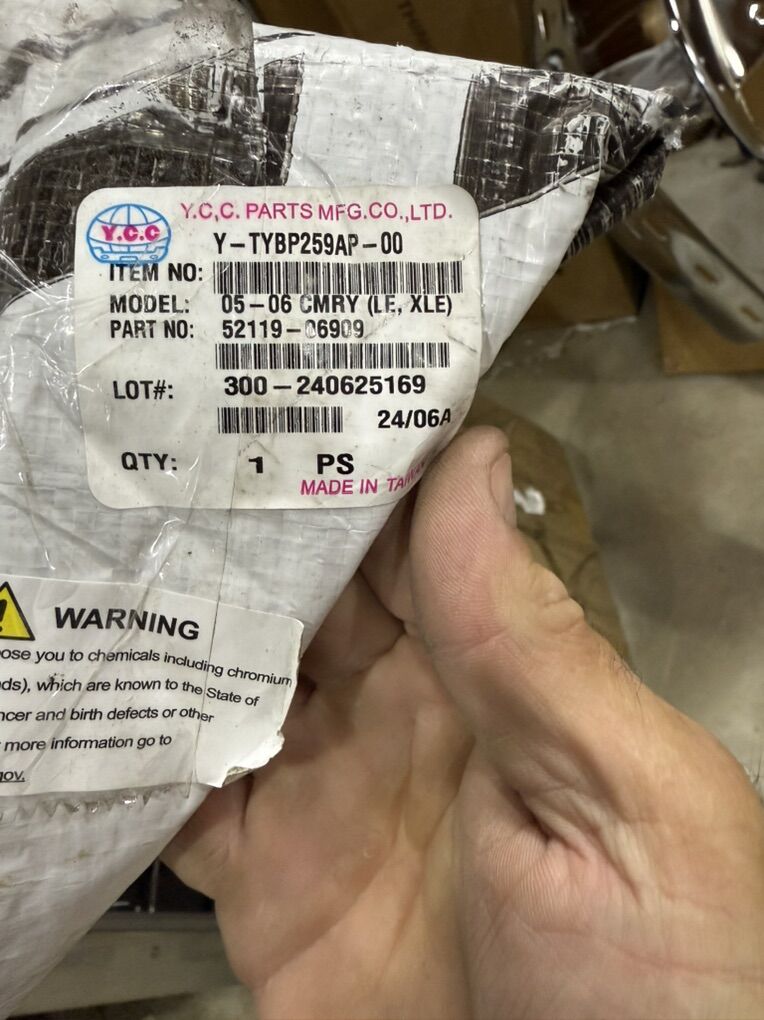 Y.C.C
Y.C,C. PARTS MFG.CO.,LTD.
Y-TYBP259AP-00
ITEM NO:
MODEL: 05-06 CMRY (LE, XLE)
PART NO: 52119-06909
LOT#: 300-240625169
24/06A
QTY: 1 PS
MADE IN
WARNING
ose you to chemicals including chromium
ds), which are known to the State of
ncer and birth defects or other
more information go to
gov.